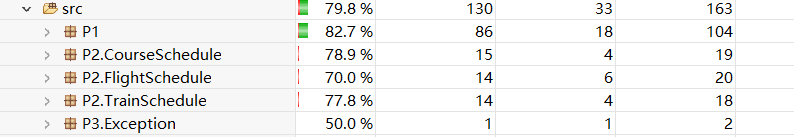 src 79.8 % 130 33 163
P1 82.7 % 86 18 104
P2.CourseSchedule 78.9 % 15 4 19
P2.FlightSchedule 70.0 % 14 6 20
P2.TrainSchedule 77.8 % 14 4 18
P3.Exception 50.0 % 1 1 2